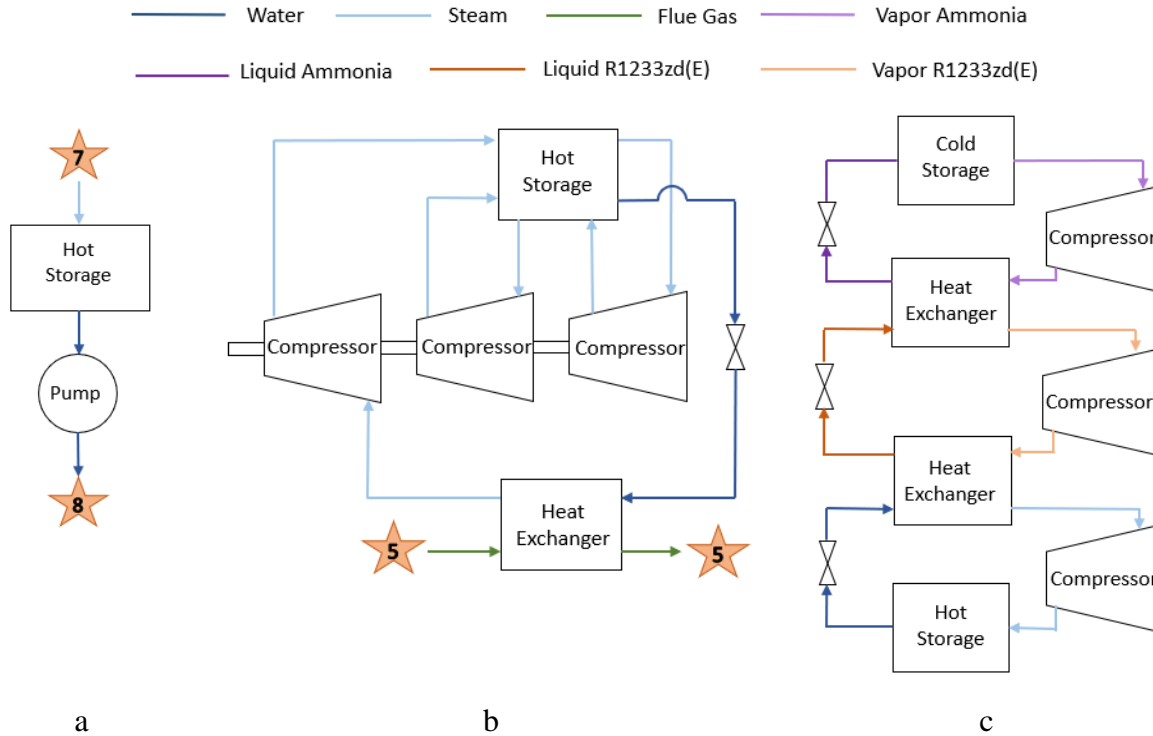 Water
Steam
Flue Gas
Vapor Ammonia
Liquid Ammonia
Liquid R1233zd(E)
Vapor R1233zd(E)
7
Hot
Storage
Pump
8
a
Hot
Storage
Compressor
Compressor
Compressor
Heat
Exchanger
5
5
b
Cold
Storage
Compressor
Heat
Exchanger
Compressor
Heat
Exchanger
Compressor
Hot
Storage
c